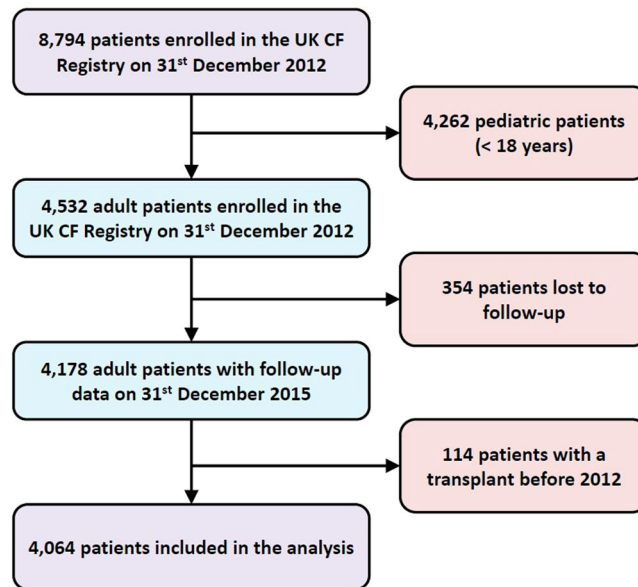 8,794 patients enrolled in the UK CF
Registry on 31st December 2012
4,262 pediatric patients
(< 18 years)
4,532 adult patients enrolled in the
UK CF Registry on 31st December 2012
354 patients lost to
follow-up
4,178 adult patients with follow-up
data on 31st December 2015
114 patients with a
transplant before 2012
4,064 patients included in the analysis